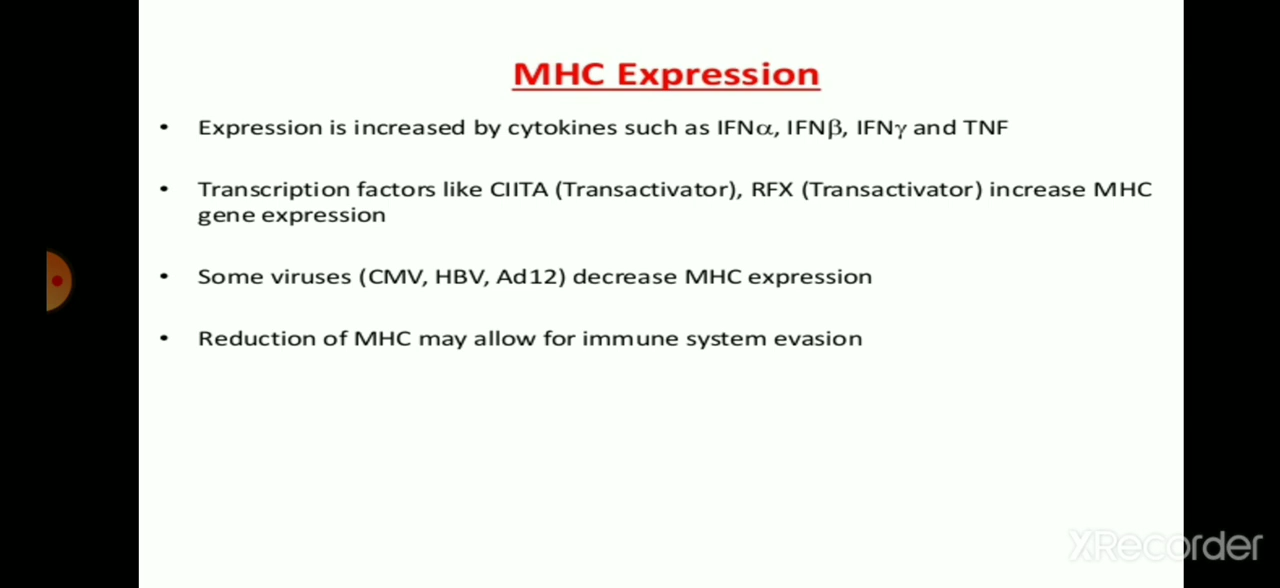 MHC Expression
• Expression is increased by cytokines such as IFNα, IFNβ, IFNγ and TNF
• Transcription factors like CIITA (Transactivator), RFX (Transactivator) increase MHC
gene expression
• Some viruses (CMV, HBV, Ad12) decrease MHC expression
• Reduction of MHC may allow for immune system evasion
XRecorder